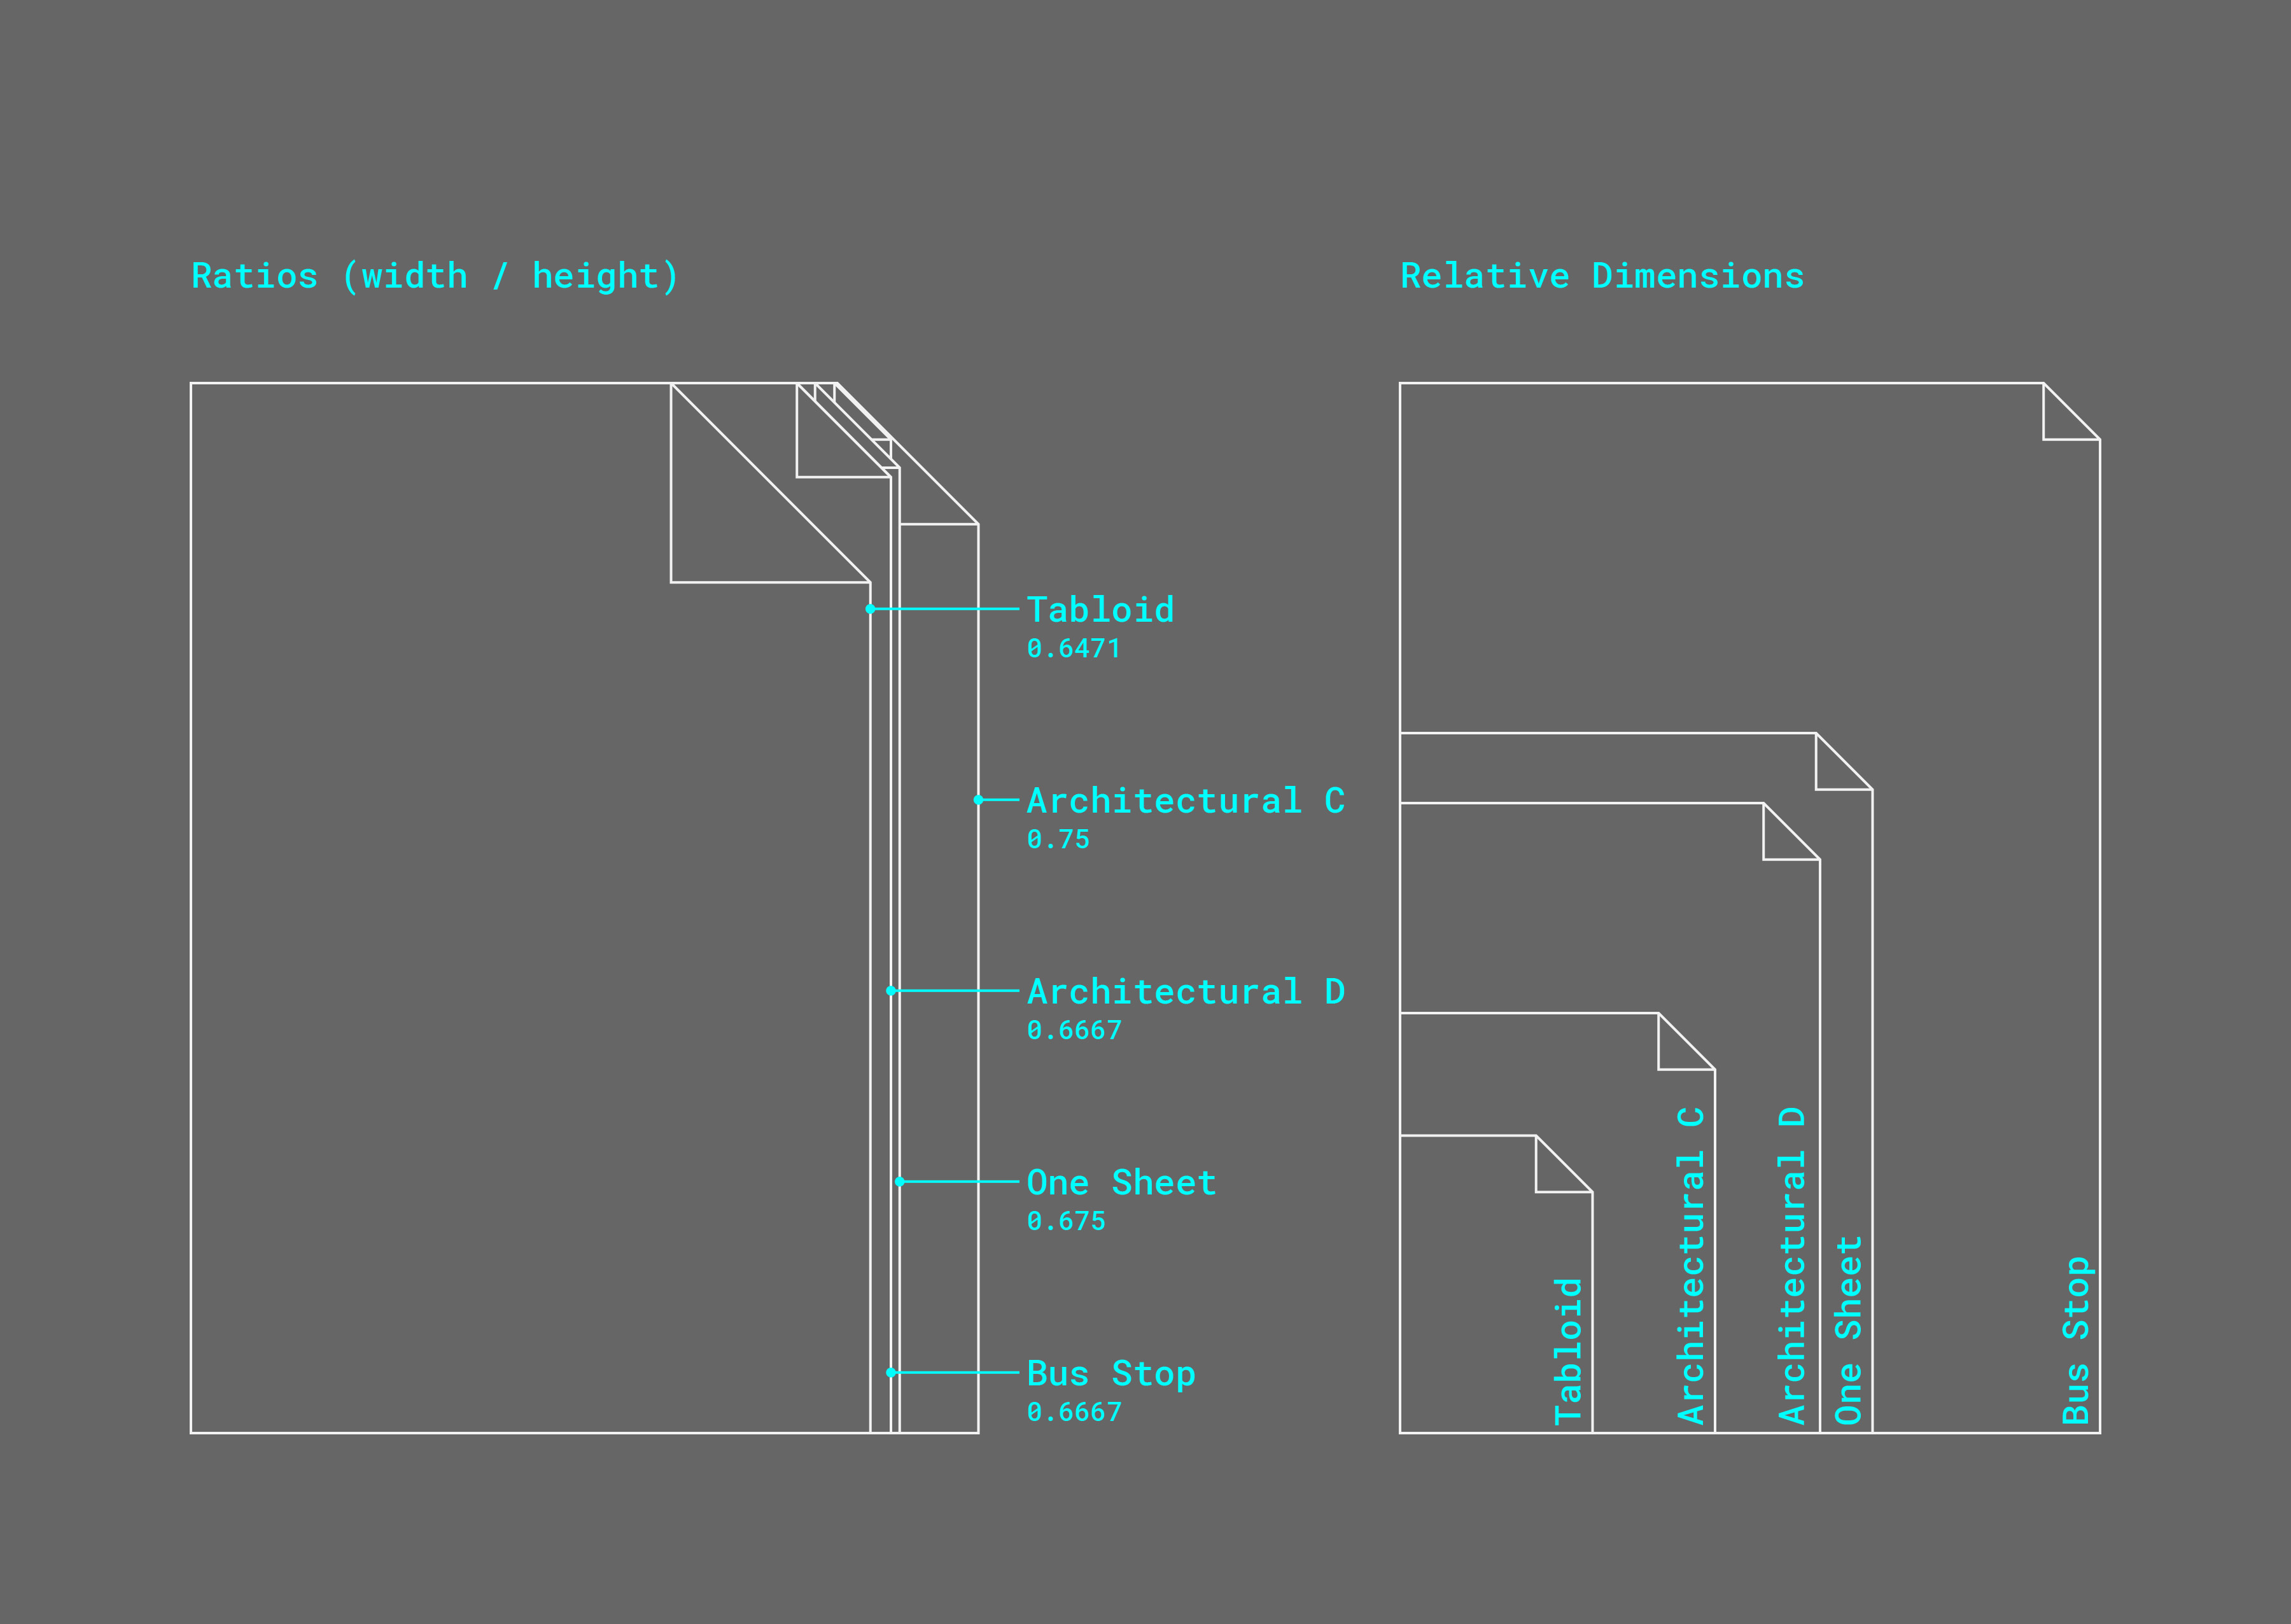 Ratios (width / height)
Relative Dimensions
Tabloid
0.6471
Architectural C
0.75
Architectural D
0.6667
One Sheet
0.675
Bus Stop
0.6667
Tabloid
Architectural C
Architectural D
One Sheet
Bus Stop